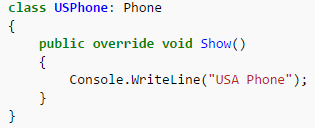 class USPhone: Phone
{
    public override void Show()
    {
        Console.WriteLine("USA Phone");
    }
}